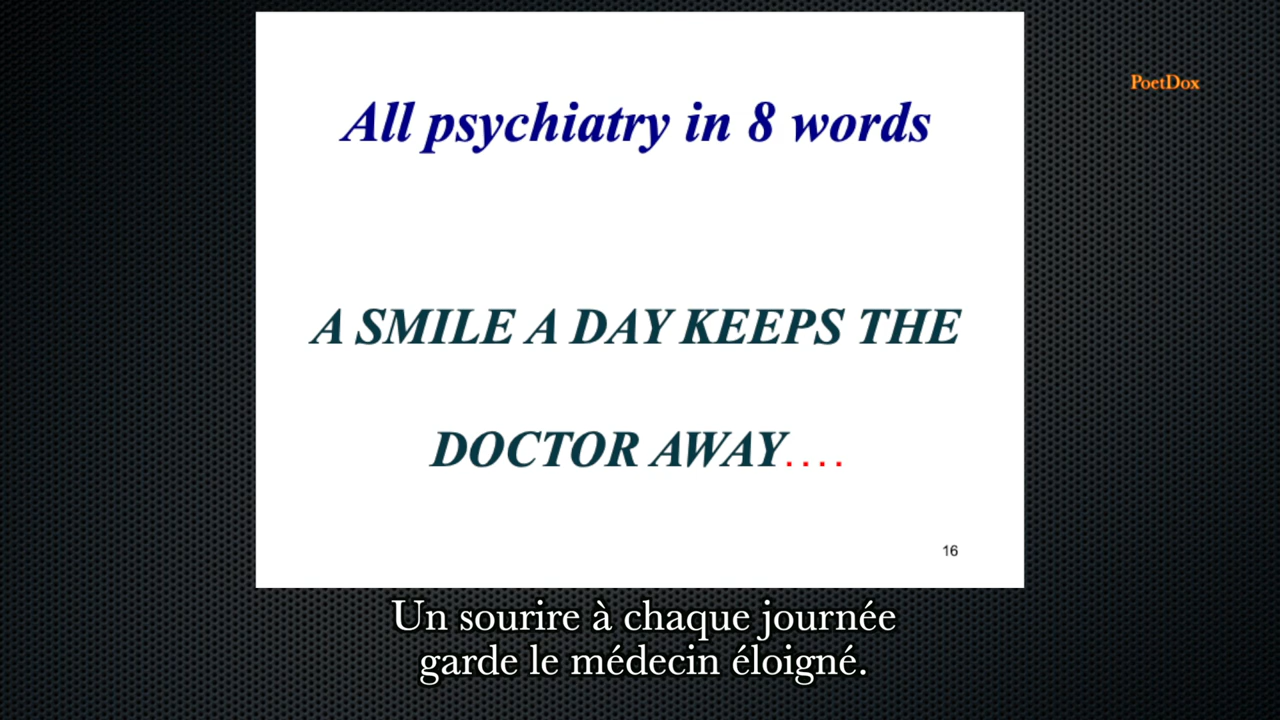 PoetDox
All psychiatry in 8 words
A SMILE A DAY KEEPS THE
DOCTOR AWAY....
16
Un sourire à chaque journée
garde le médecin éloigné.